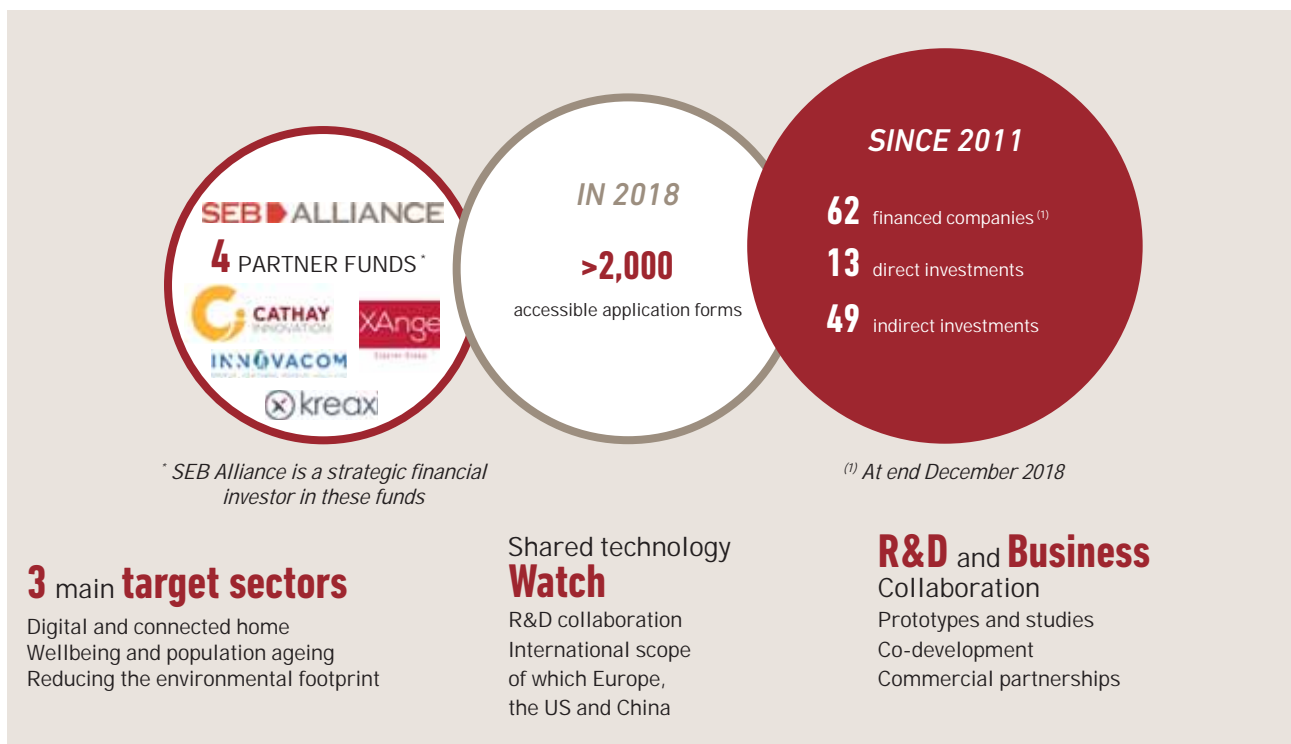 SEB ALLIANCE
4 PARTNER FUNDS *
CATHAY
INNOVATION
XAnge
INNOVACOM
kreaxi
IN 2018
>2,000
accessible application forms
SINCE 2011
62 financed companies (1)
13 direct investments
49 indirect investments
* SEB Alliance is a strategic financial
investor in these funds
(1) At end December 2018
3 main target sectors
Digital and connected home
Wellbeing and population ageing
Reducing the environmental footprint
Shared technology
Watch
R&D collaboration
International scope
of which Europe,
the US and China
R&D and Business
Collaboration
Prototypes and studies
Co-development
Commercial partnerships